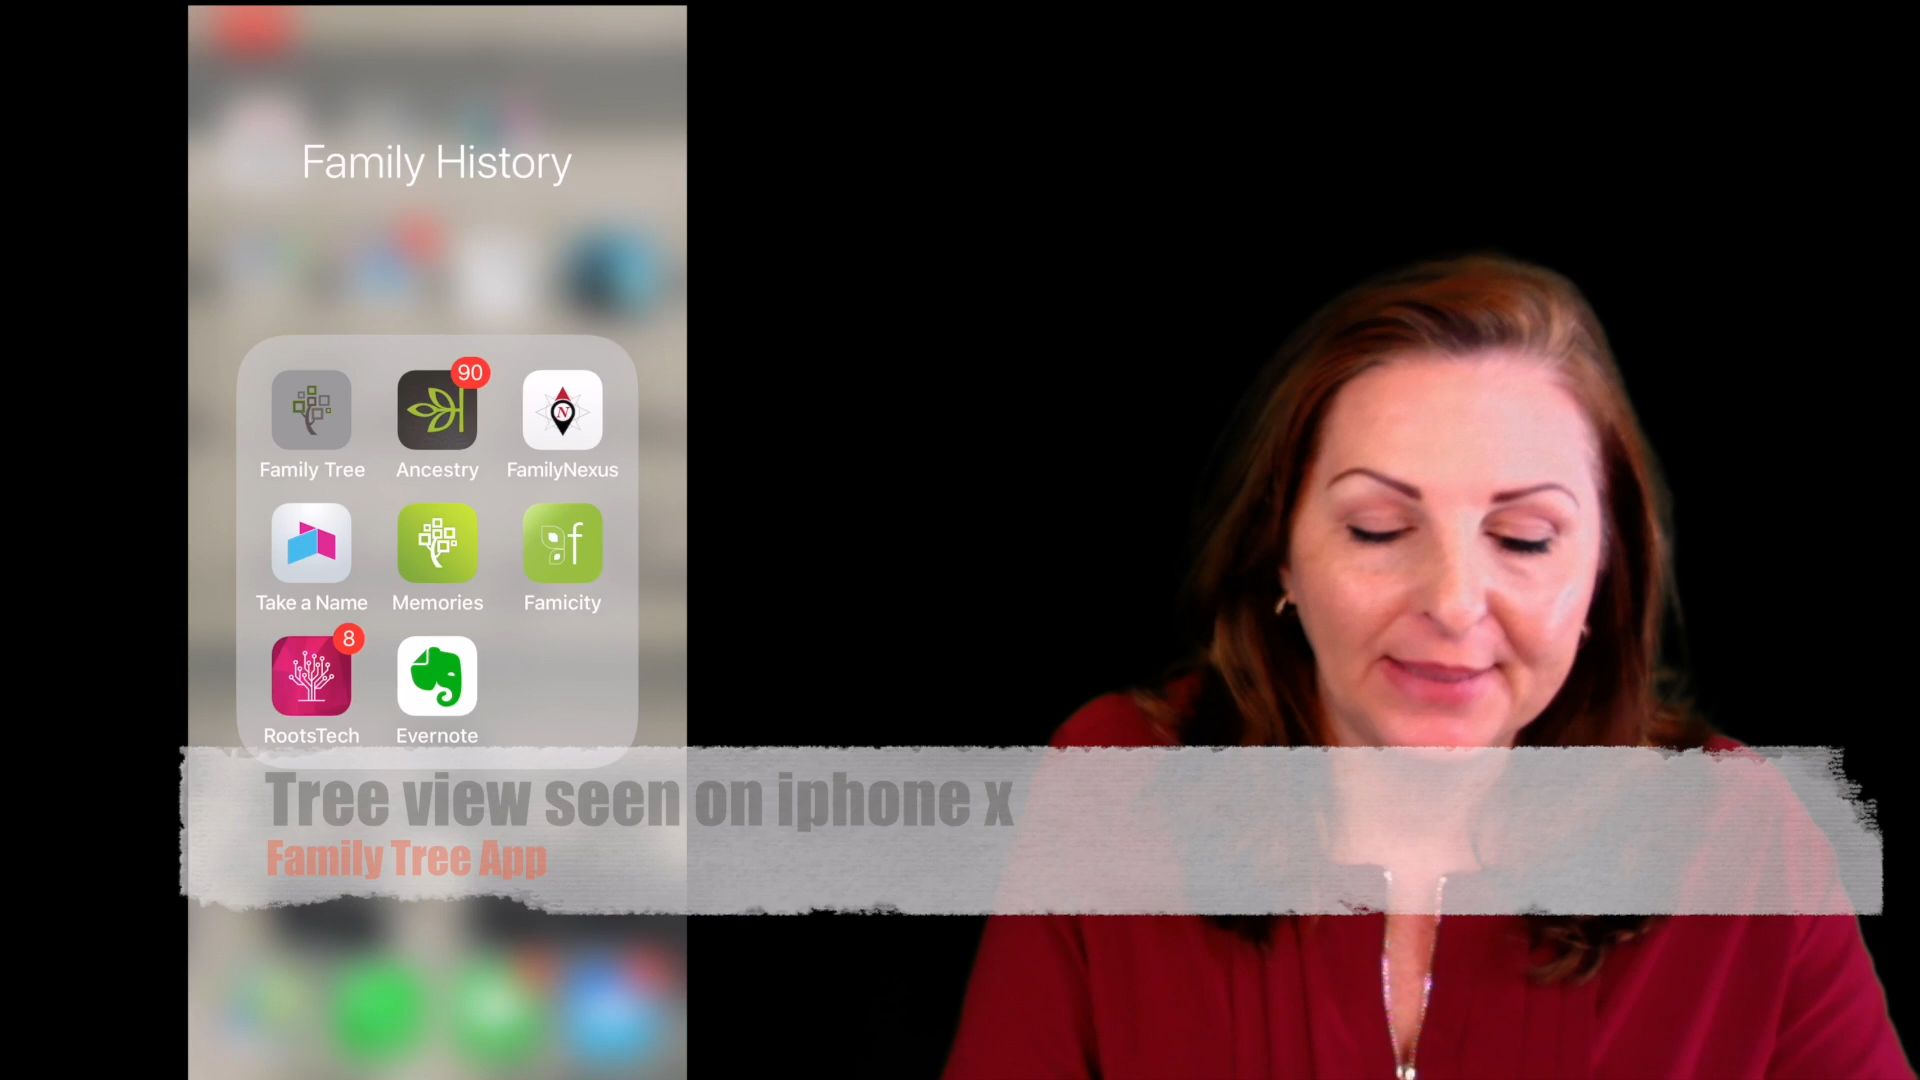 Family History
90
Family Tree Ancestry FamilyNexus
N
Take a Name Memories Famicity
f
8
RootsTech Evernote
Tree view seen on iphone x
Family Tree App